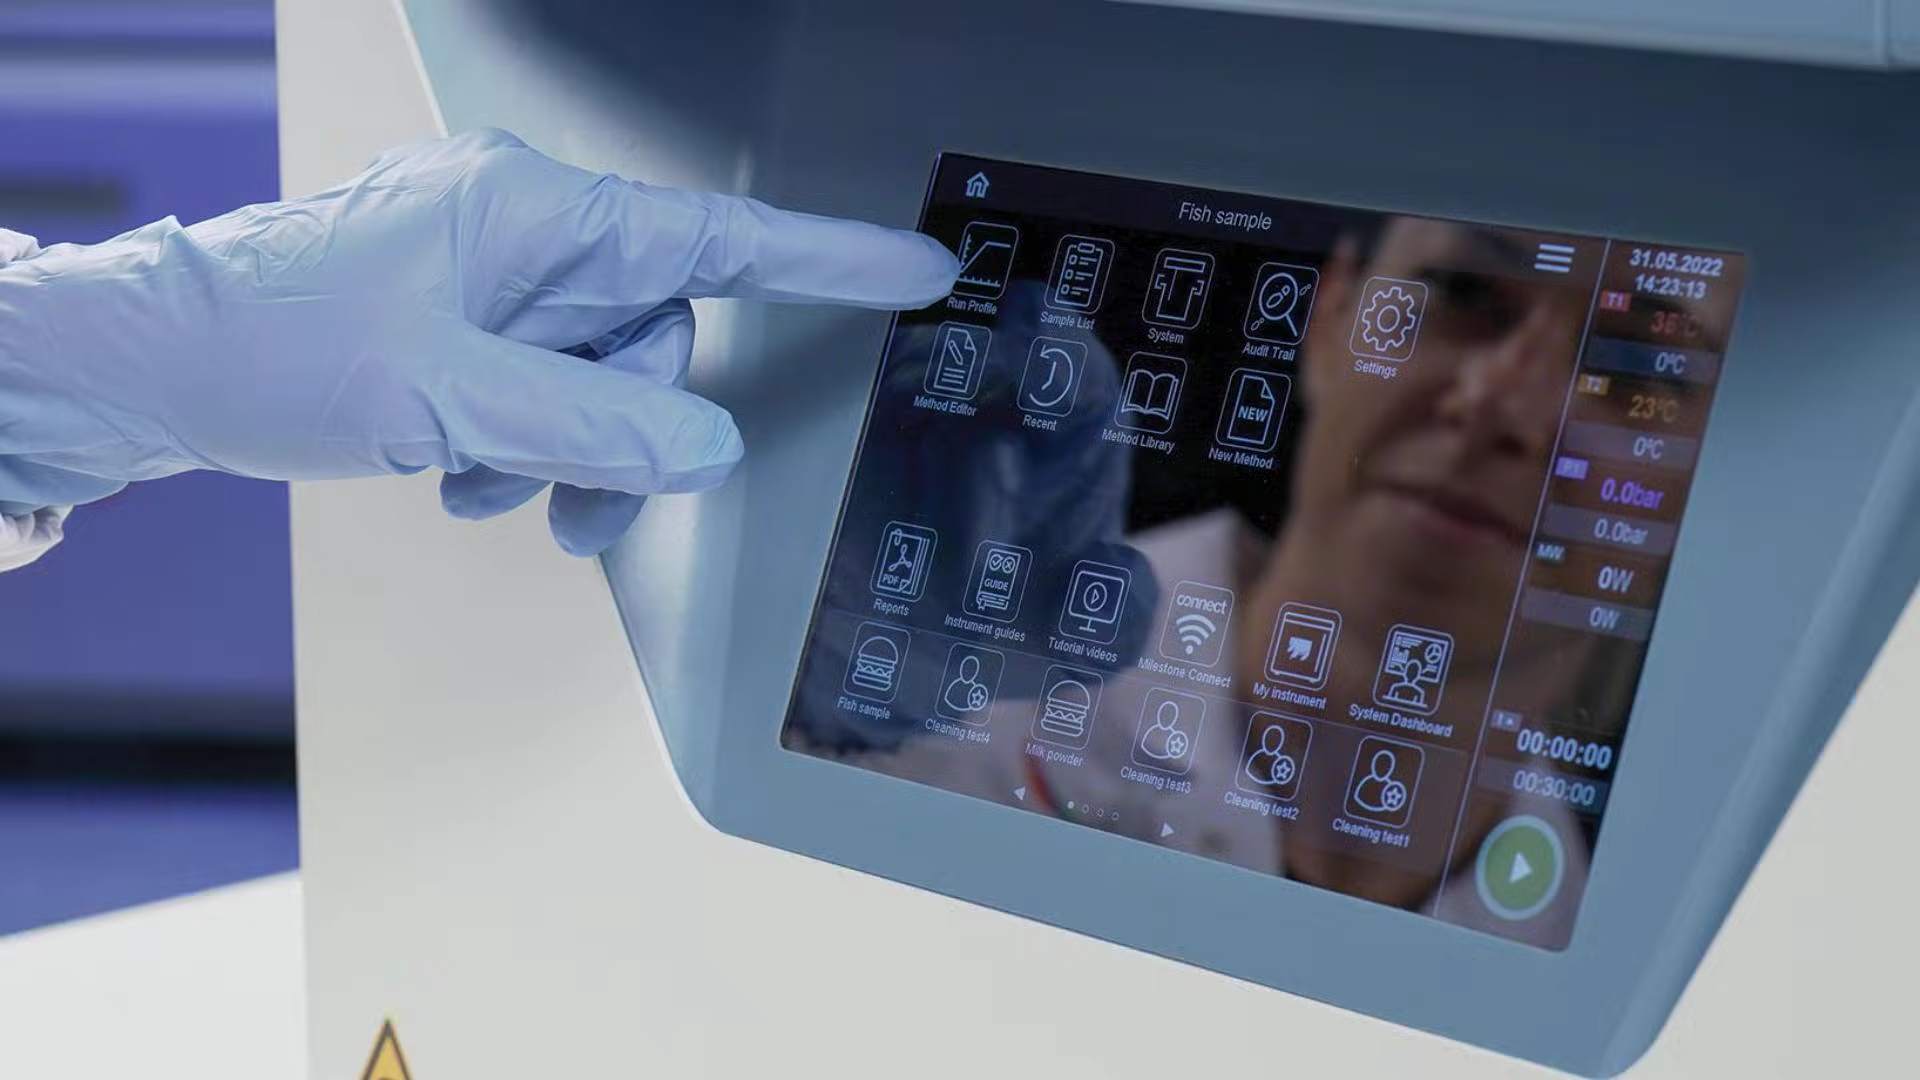 Fish sample
Run Profile
Sample List
System
Audit Trail
Settings
Method Editor
Recent
Method Library
NEW
New Method
PDF
Reports
GUIDE
Instrument guides
Tutorial videos
connect
Milestone Connect
My instrument
System Dashboard
Fish sample
Cleaning test4
Milk powder
Cleaning test3
Cleaning test2
Cleaning test1
31.05.2022
14:23:13
T1
0°C
T2
23°C
0°C
P1
0.0bar
0.0bar
MW
0W
0W
00:00:00
00:30:00